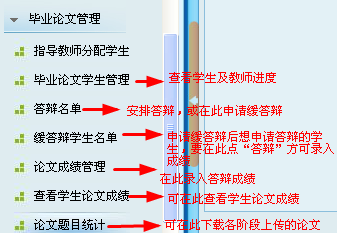 毕业论文管理
指导教师分配学生
毕业论文学生管理
查看学生及教师进度
答辩名单
安排答辩，或在此申请缓答辩
缓答辩学生名单
申请缓答辩后想申请答辩的学
生，要在此点“答辩”方可录入
成绩
论文成绩管理
在此录入答辩成绩
查看学生论文成绩
可在此查看学生论文成绩
论文题目统计
可在此下载各阶段上传的论文